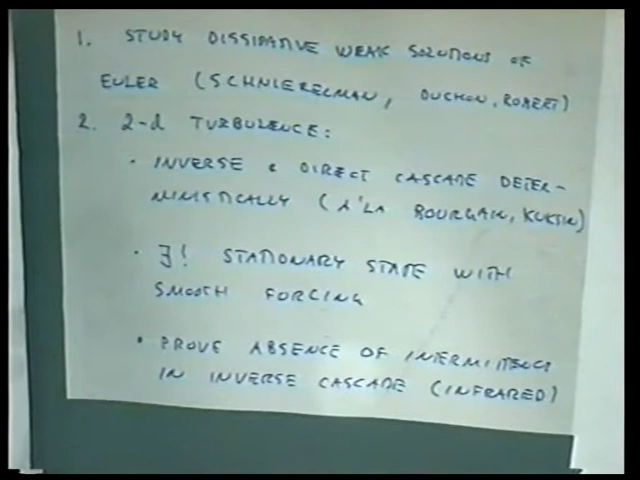 1. STUDY DISSIPATIVE WEAK SOLUTIONS OF
EULER (SCHNIERELMAN, DUCHON, ROBERT)
2. 2-d TURBULENCE:
• INVERSE & DIRECT CASCADE DETER-
MINISTICALLY (A'LA BOURGAIN, KUKSIN)
• ∃! STATIONARY STATE WITH
SMOOTH FORCING
• PROVE ABSENCE OF INTERMITTENCY
IN INVERSE CASCADE (INFRARED)